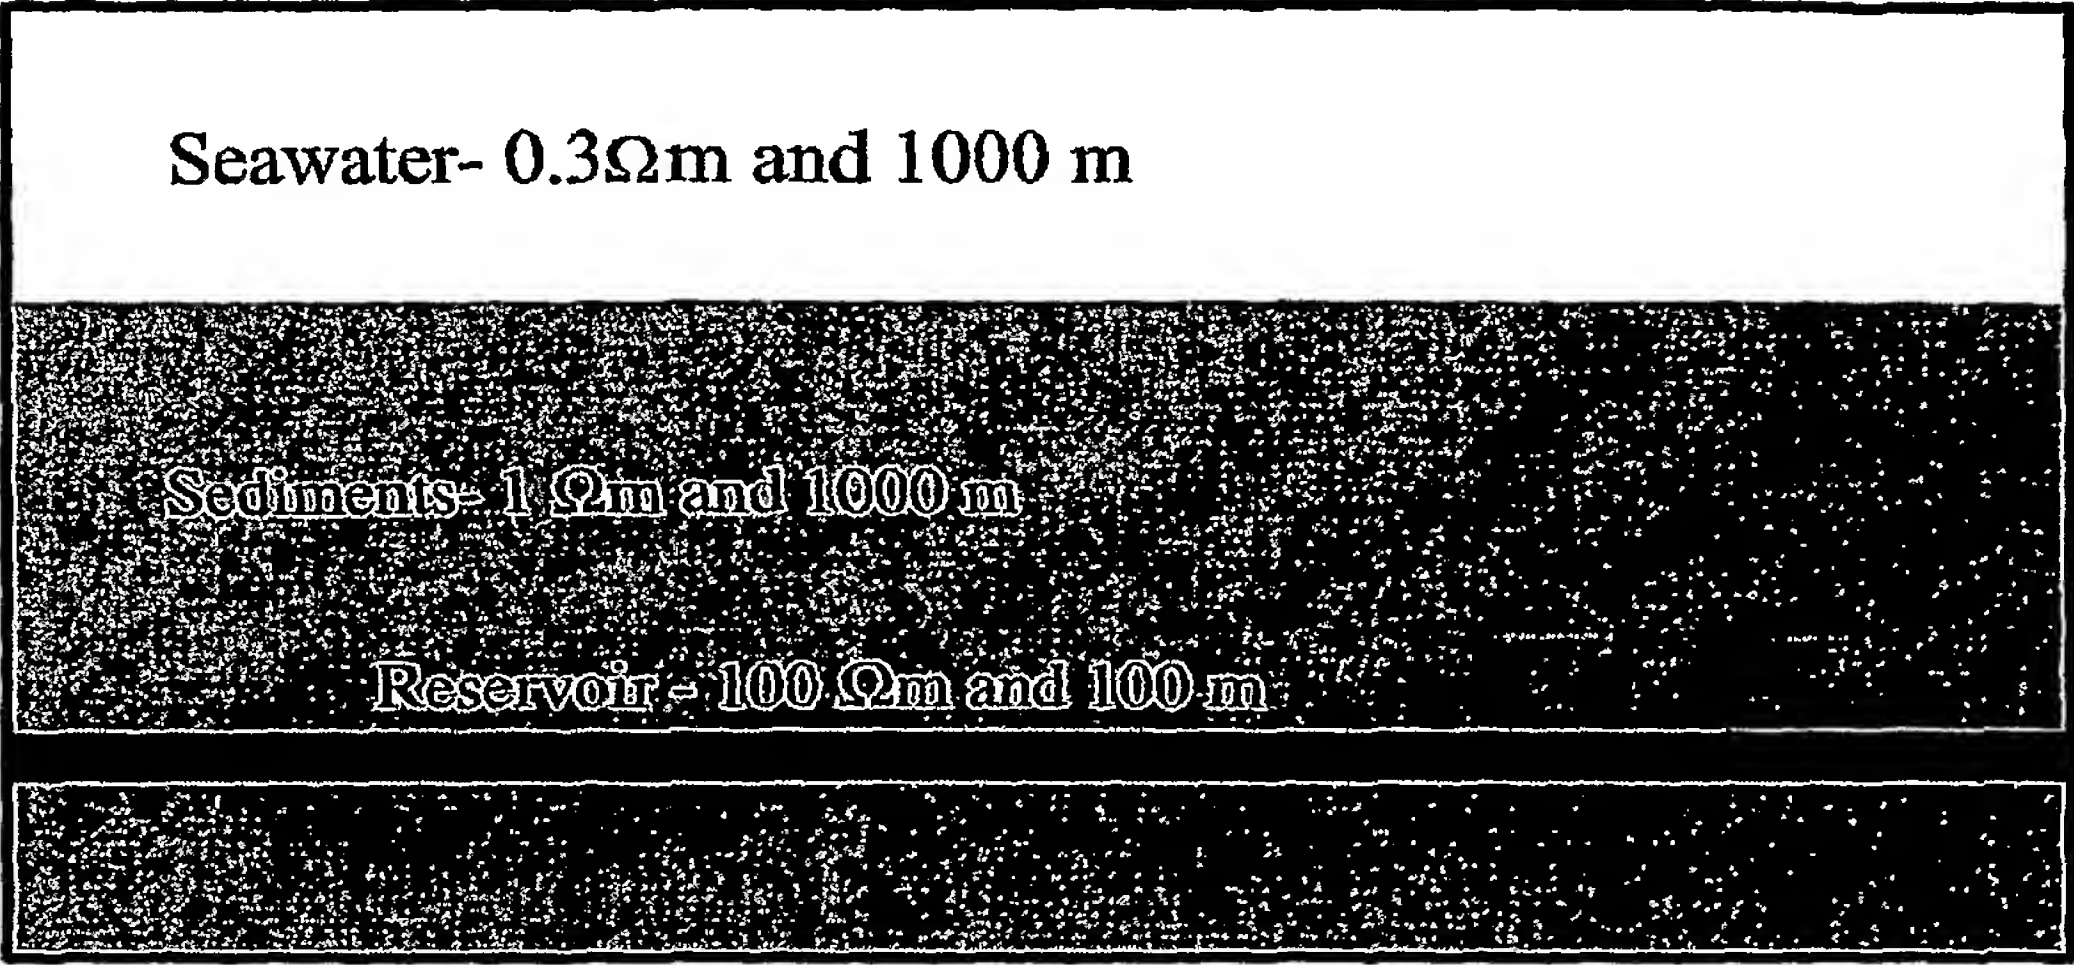 Seawater- 0.3Ωm and 1000 m
Sediments- 1 Ωm and 1000 m
Reservoir - 100 Ωm and 100 m